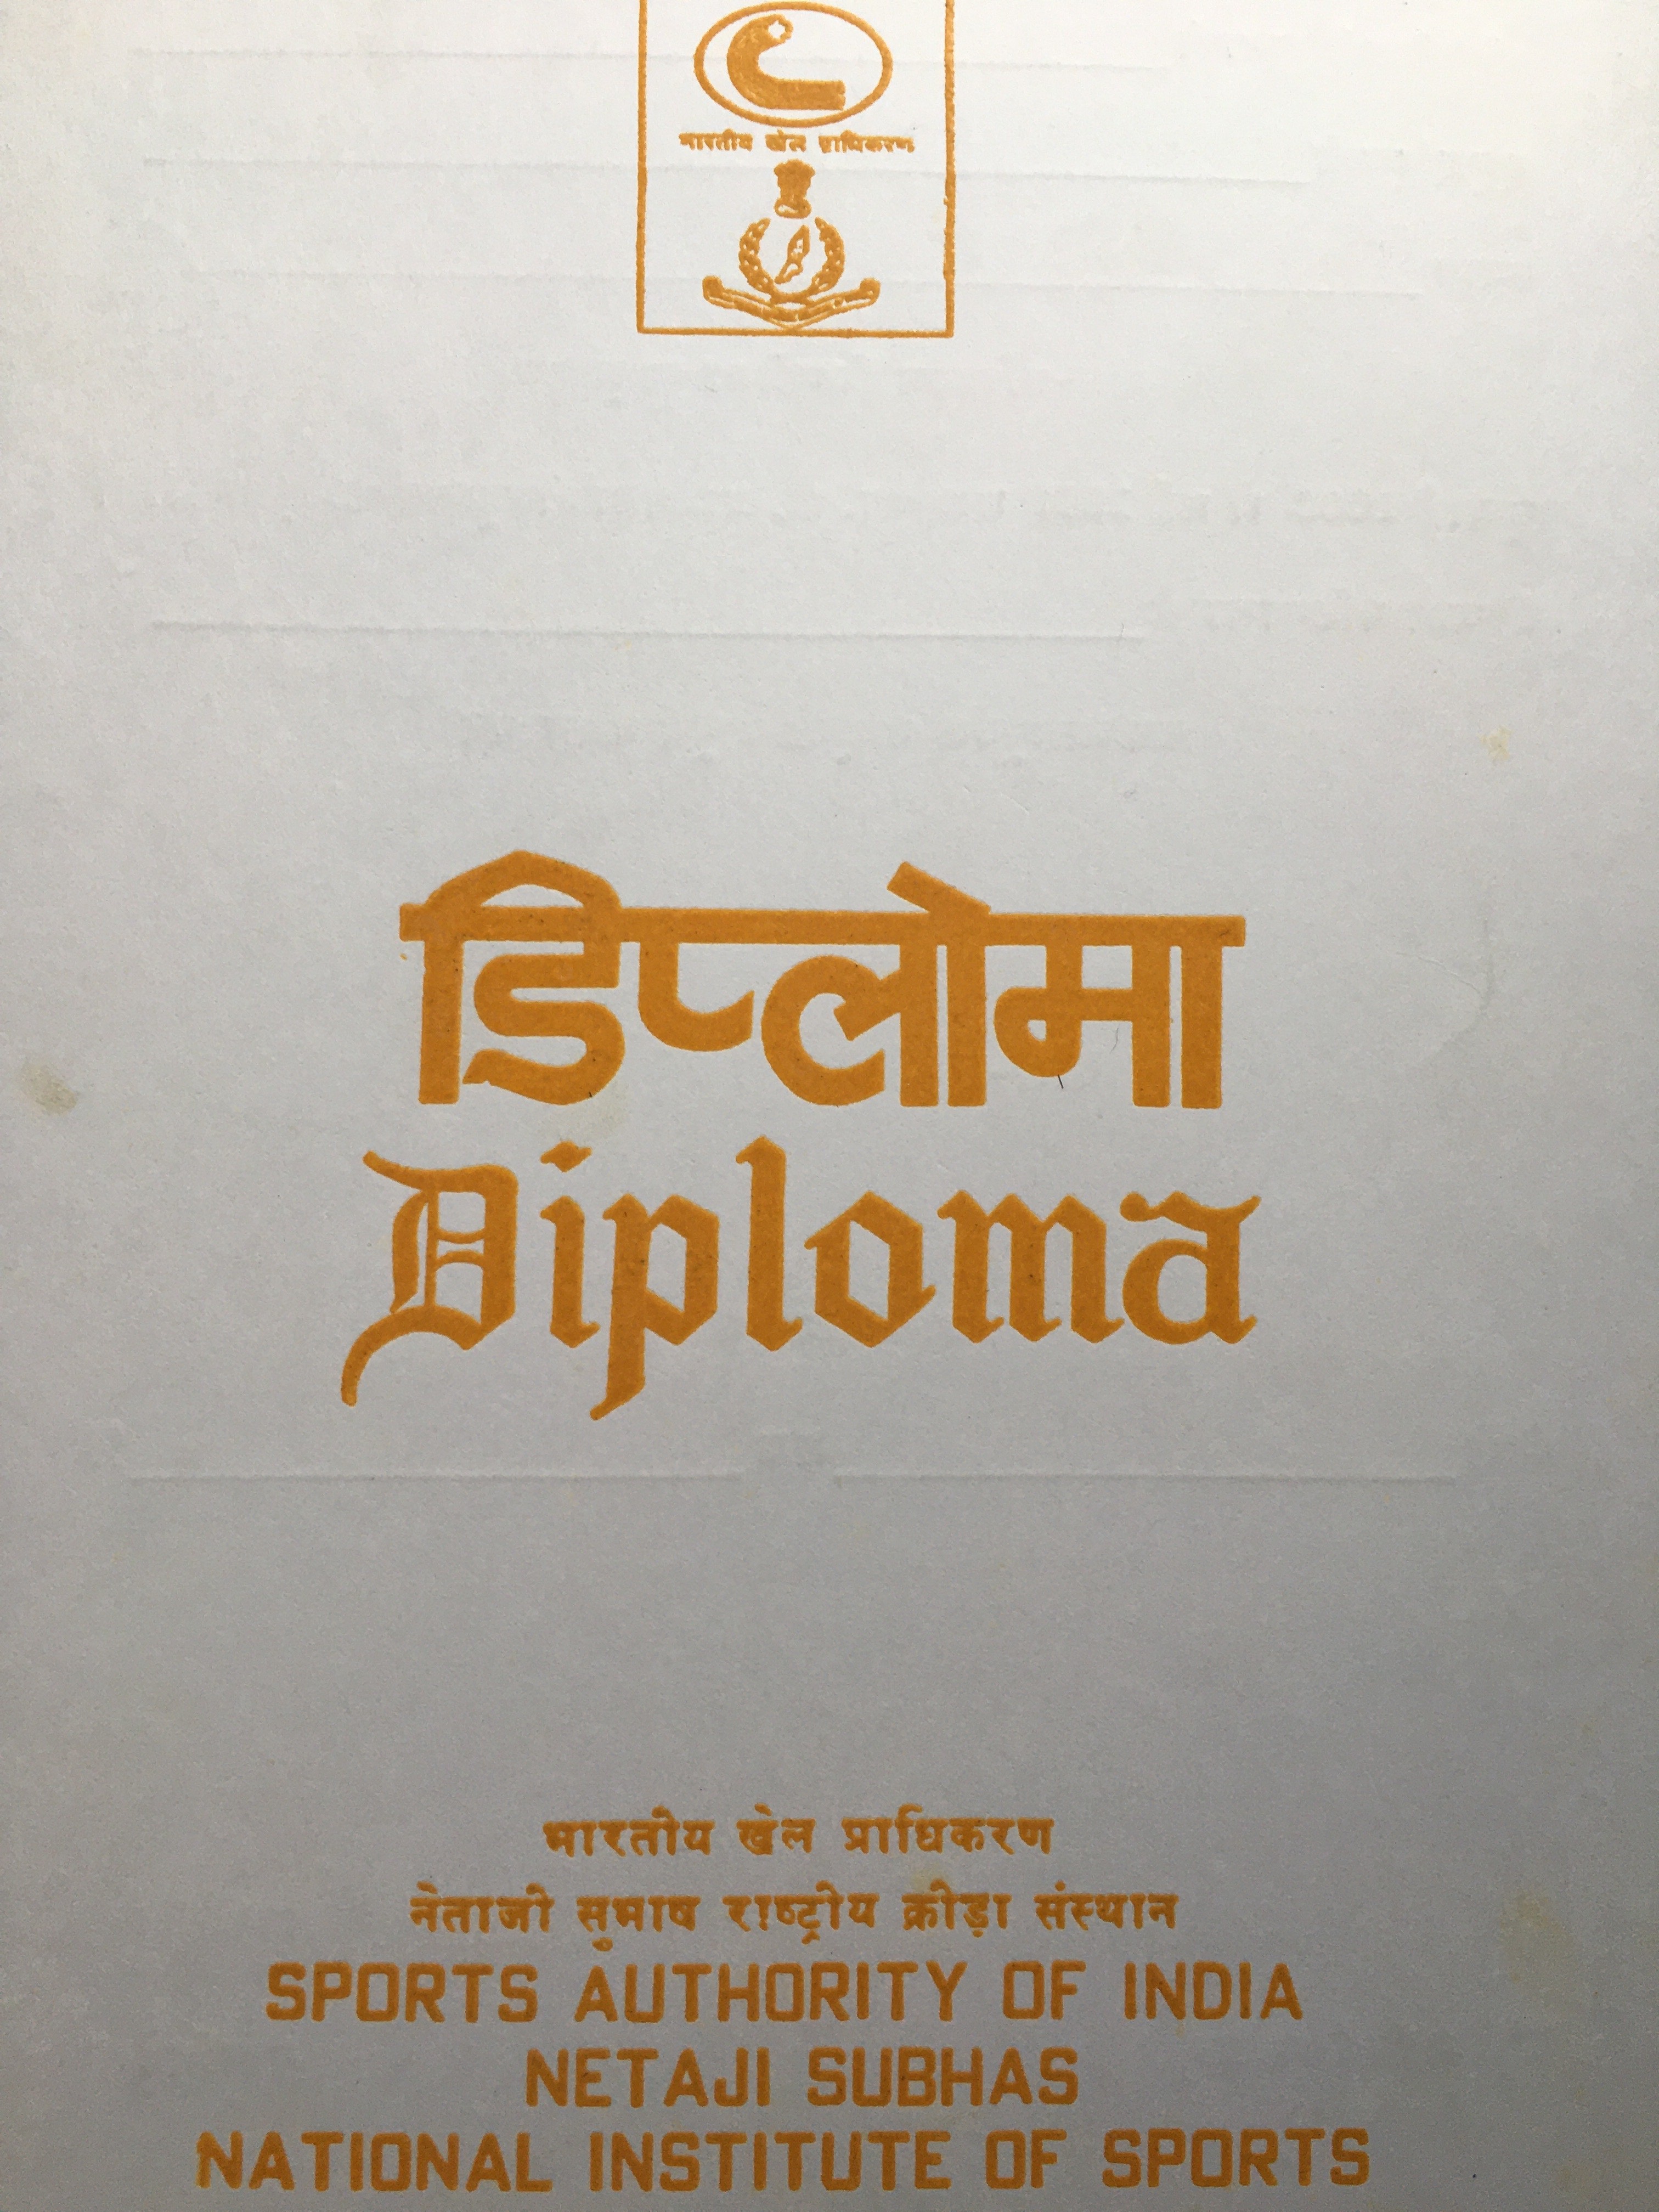 भारतीय खेल प्राधिकरण
डिप्लोमा
Diploma
भारतीय खेल प्राधिकरण
नेताजी सुभाष राष्ट्रीय क्रीड़ा संस्थान
SPORTS AUTHORITY OF INDIA
NETAJI SUBHAS
NATIONAL INSTITUTE OF SPORTS